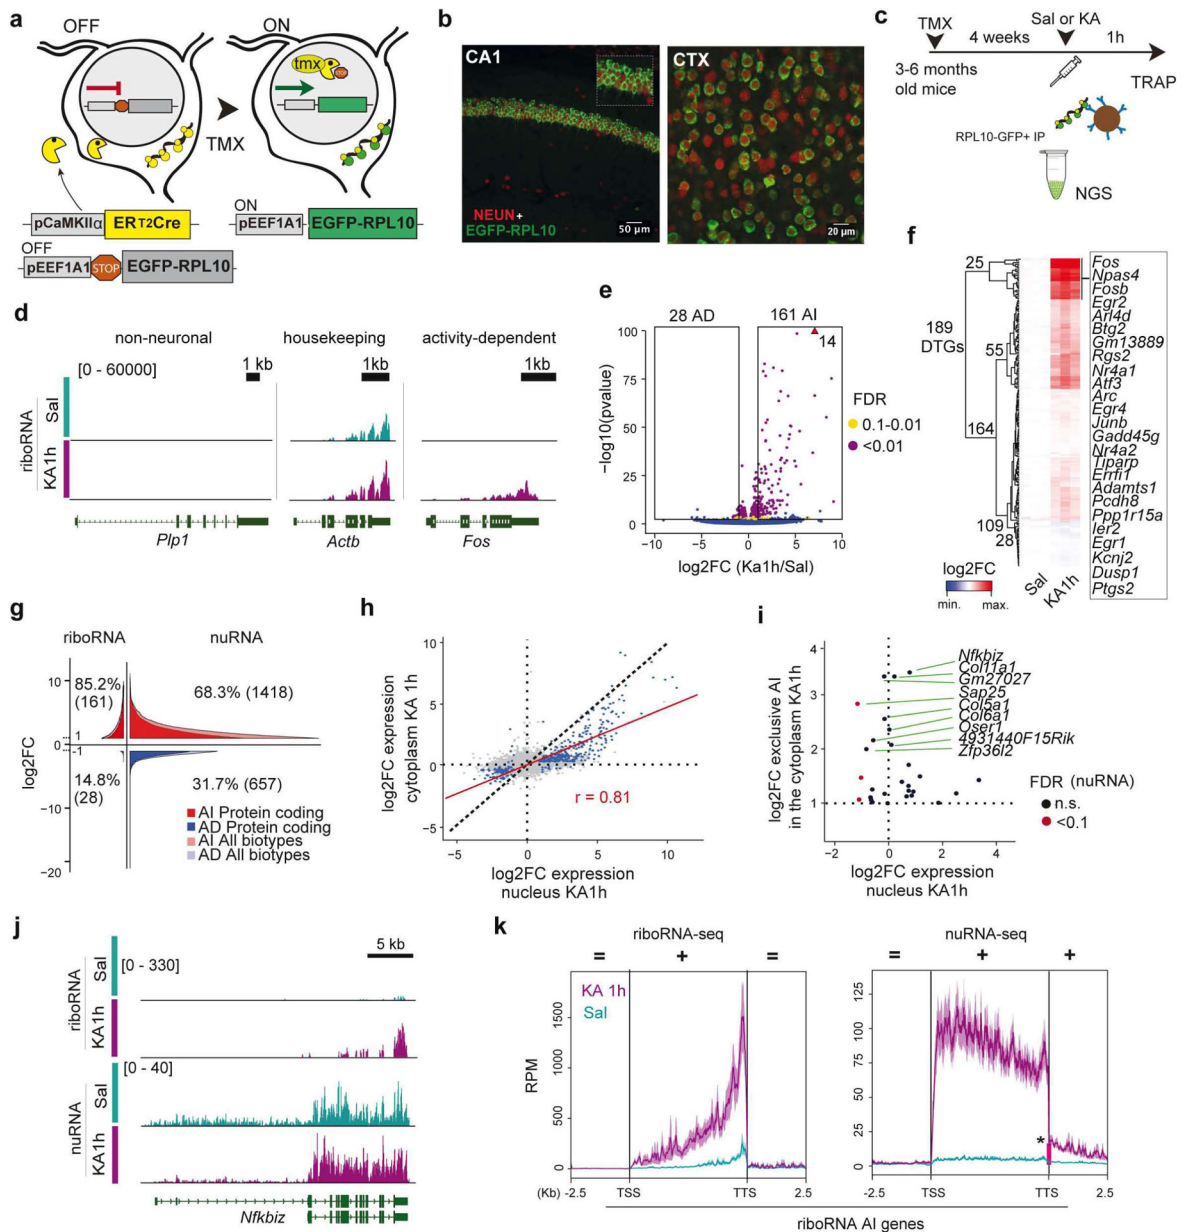 a
OFF
ON
tmx
STOP
TMX
pCaMKIIα
ERT2Cre
OFF
pEEF1A1
STOP
EGFP-RPL10
ON
pEEF1A1
EGFP-RPL10
b
CA1
NEUN+
EGFP-RPL10
50 µm
CTX
20 µm
c
TMX
Sal or KA
4 weeks
1h
3-6 months
old mice
TRAP
RPL10-GFP+ IP
NGS
d
non-neuronal
housekeeping
activity-dependent
[0 - 60000]
1 kb
1kb
1kb
riboRNA
Sal
KA1h
Plp1
Actb
Fos
e
28 AD
161 AI
14
100
75
50
25
0
−log10(pvalue)
−10
−5
0
5
10
log2FC (Ka1h/Sal)
FDR
0.1-0.01
<0.01
f
25
189
DTGs
55
164
109
28
Fos
Npas4
Fosb
Egr2
Arl4d
Btg2
Gm13889
Rgs2
Nr4a1
Atf3
Arc
Egr4
Junb
Gadd45g
Nr4a2
Tiparp
Errfi1
Adamts1
Pcdh8
Ppp1r15a
Ier2
Egr1
Kcnj2
Dusp1
Ptgs2
log2FC
min.
max.
Sal
KA1h
g
riboRNA
nuRNA
85.2%
(161)
68.3% (1418)
14.8%
(28)
31.7% (657)
log2FC
10
1
0
-1
−10
−20
AI Protein coding
AD Protein coding
AI All biotypes
AD All biotypes
h
log2FC expression
cytoplasm KA 1h
10
5
0
−5
r = 0.81
−5
0
5
10
log2FC expression
nucleus KA1h
i
log2FC exclusive AI
in the cytoplasm KA1h
4
3
2
1
Nfkbiz
Col11a1
Gm27027
Sap25
Col5a1
Col6a1
Oser1
4931440F15Rik
Zfp36l2
FDR (nuRNA)
n.s.
<0.1
−2
0
2
4
log2FC expression
nucleus KA1h
j
5 kb
riboRNA
Sal
KA1h
[0 - 330]
nuRNA
Sal
KA1h
[0 - 40]
Nfkbiz
k
riboRNA-seq
= + =
KA 1h
Sal
RPM
1500
1000
500
0
(Kb)
-2.5
TSS
TTS
2.5
nuRNA-seq
= + +
125
100
75
50
25
0
*
-2.5
TSS
TTS
2.5
riboRNA AI genes